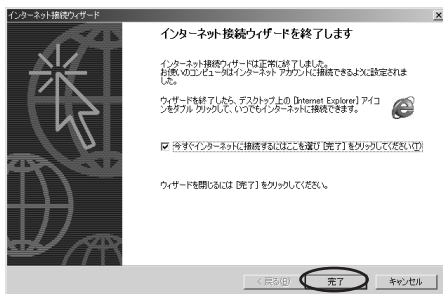 インターネット接続ウィザード
インターネット接続ウィザードを終了します
インターネット接続ウィザードは正常に終了しました。
お使いのコンピュータはインターネット アカウントに接続できるように設定されま
した。
ウィザードを終了したら、デスクトップ上の [Internet Explorer] アイコ
ンをダブル クリックして、いつでもインターネットに接続できます。
今すぐインターネットに接続するにはここを選び [完了] をクリックしてください(T)
ウィザードを閉じるには [完了] をクリックしてください。
< 戻る(B)
完了
キャンセル